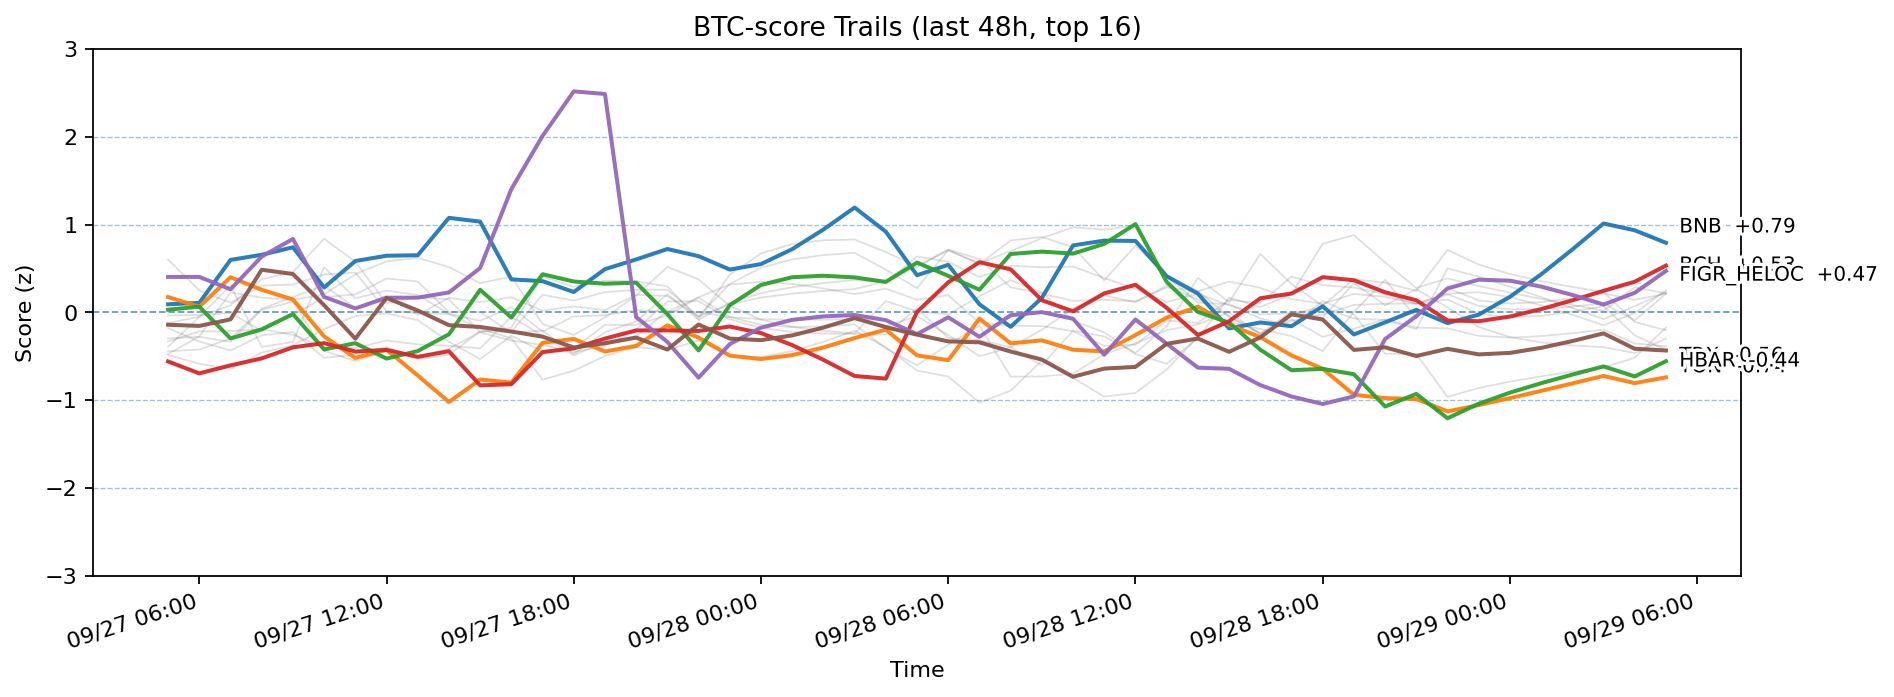 BTC-score Trails (last 48h, top 16)
Score (z)
3
2
1
0
−1
−2
−3
BNB +0.79
+0.53
FIGR_HELOC +0.47
HBAR -0.44
09/27 06:00
09/27 12:00
09/27 18:00
09/28 00:00
09/28 06:00
09/28 12:00
09/28 18:00
09/29 00:00
09/29 06:00
Time